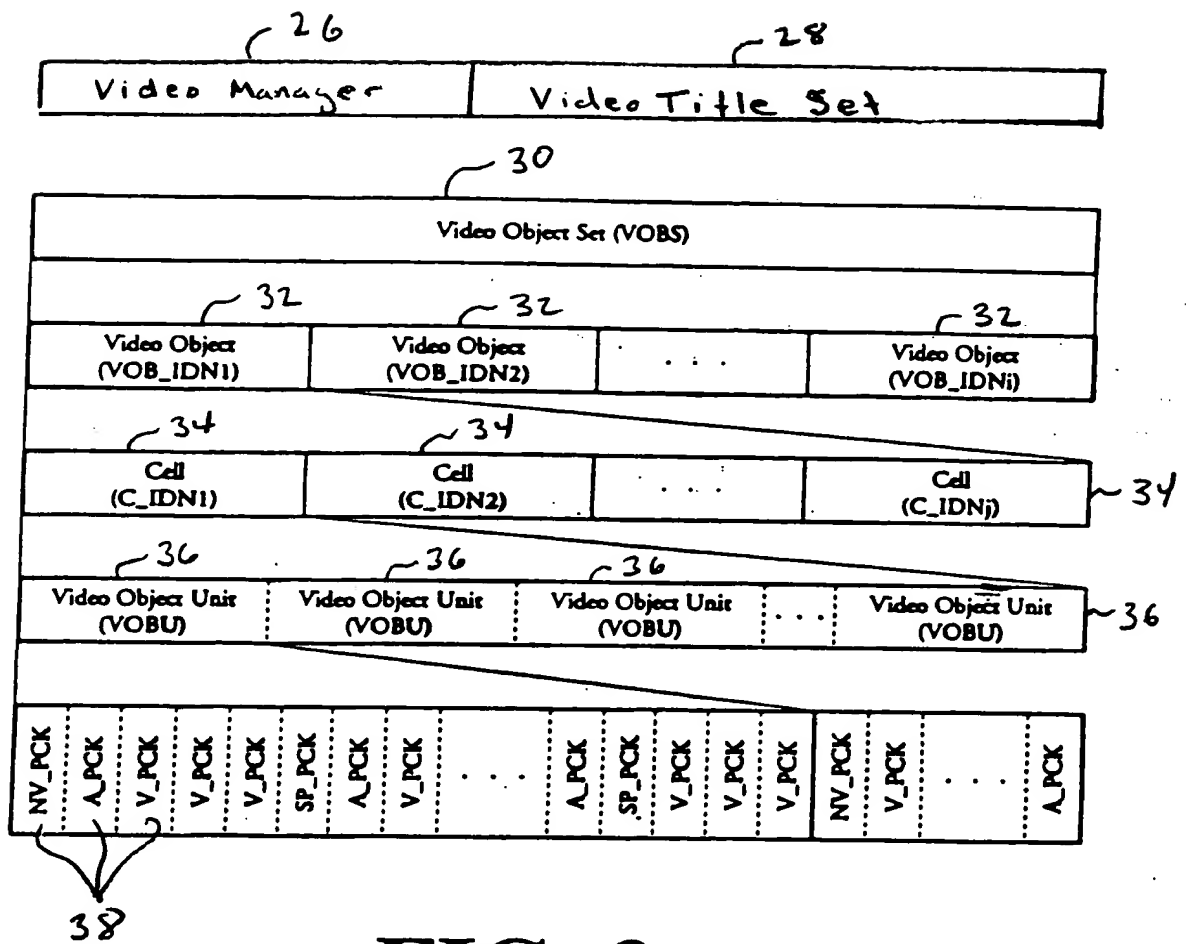 26 28
Video Manager Video Title Set
30
Video Object Set (VOBS)
32 32 32
Video Object Video Object . . . . Video Object
(VOB_IDN1) (VOB_IDN2) (VOB_IDNi)
34 34
Cell Cell . . . . Cell 34
(C_IDN1) (C_IDN2) (C_IDNj)
36 36 36
Video Object Unit Video Object Unit Video Object Unit . . . . Video Object Unit 36
(VOBU) (VOBU) (VOBU) (VOBU)
NV_PCK A_PCK V_PCK V_PCK V_PCK SP_PCK A_PCK V_PCK . . . . A_PCK SP_PCK V_PCK V_PCK V_PCK NV_PCK V_PCK . . . . A_PCK
38